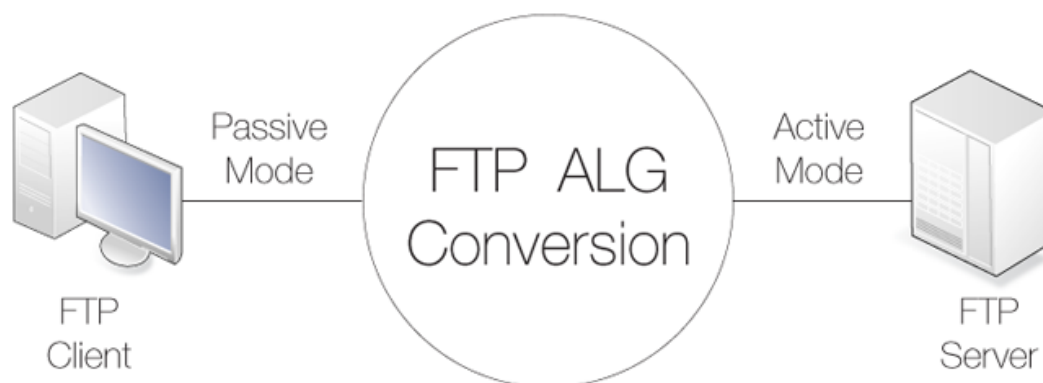 Passive
Mode
FTP ALG
Conversion
Active
Mode
FTP
Client
FTP
Server